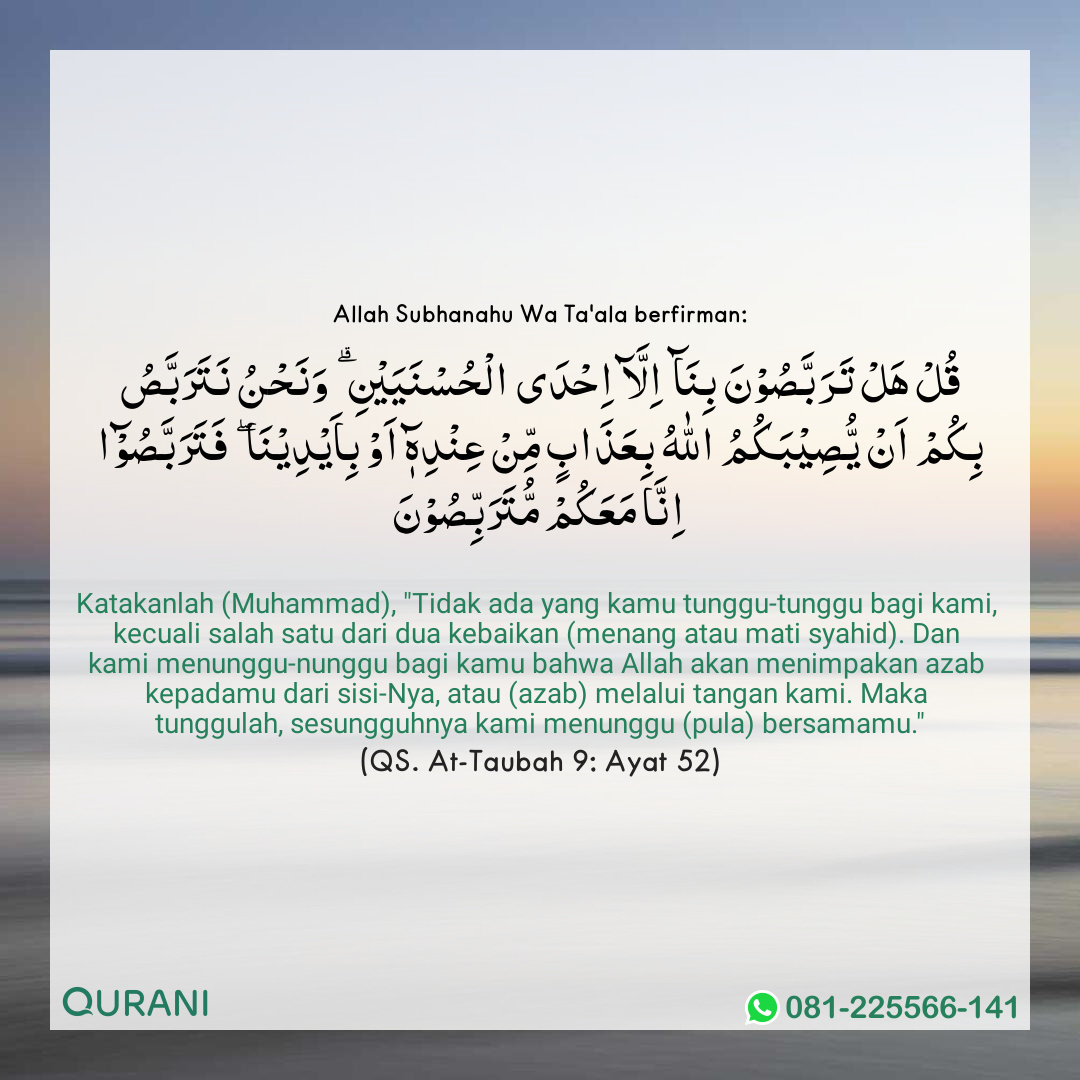 Allah Subhanahu Wa Ta'ala berfirman:
قُلْ هَلْ تَرَبَّصُوْنَ بِنَاۤ اِلَّاۤ اِحْدَى الْحُسْنَيَيْنِ ۗ وَنَحْنُ نَتَرَبَّصُ
بِكُمْ اَنْ يُّصِيْبَكُمُ اللّٰهُ بِعَذَابٍ مِّنْ عِنْدِهٖۤ اَوْ بِاَيْدِيْنَا ۖ فَتَرَبَّصُوْۤا
اِنَّا مَعَكُمْ مُّتَرَبِّصُوْنَ
Katakanlah (Muhammad), "Tidak ada yang kamu tunggu-tunggu bagi kami,
kecuali salah satu dari dua kebaikan (menang atau mati syahid). Dan
kami menunggu-nunggu bagi kamu bahwa Allah akan menimpakan azab
kepadamu dari sisi-Nya, atau (azab) melalui tangan kami. Maka
tunggulah, sesungguhnya kami menunggu (pula) bersamamu."
(QS. At-Taubah 9: Ayat 52)
QURANI
081-225566-141